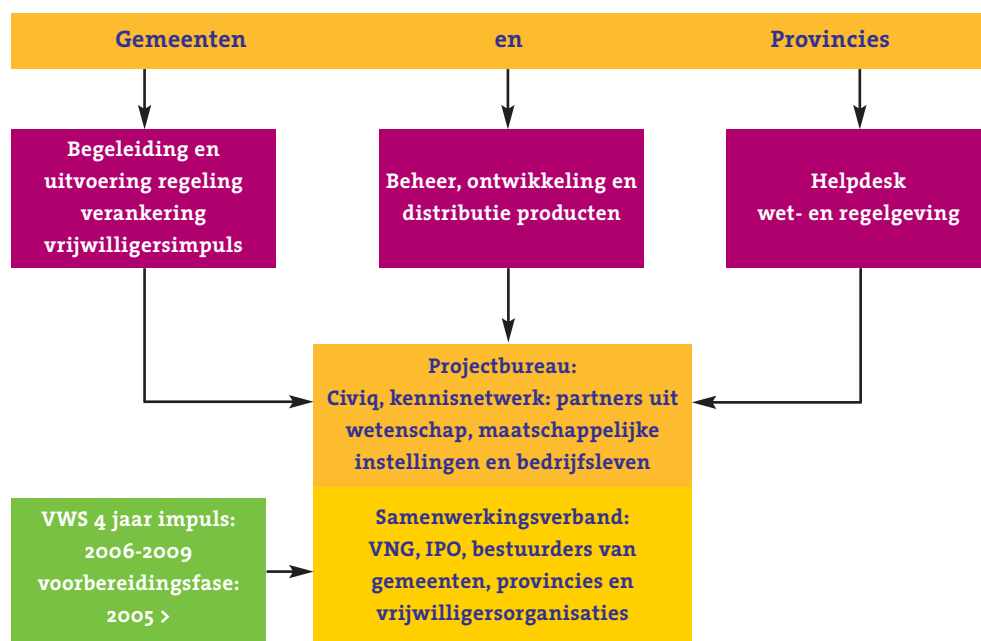 Gemeenten en Provincies
Begeleiding en
uitvoering regeling
verankering
vrijwilligersimpuls
Beheer, ontwikkeling en
distributie producten
Helpdesk
wet- en regelgeving
Projectbureau:
Civiq, kennisnetwerk: partners uit
wetenschap, maatschappelijke
instellingen en bedrijfsleven
VWS 4 jaar impuls:
2006-2009
voorbereidingsfase:
2005 >
Samenwerkingsverband:
VNG, IPO, bestuurders van
gemeenten, provincies en
vrijwilligersorganisaties